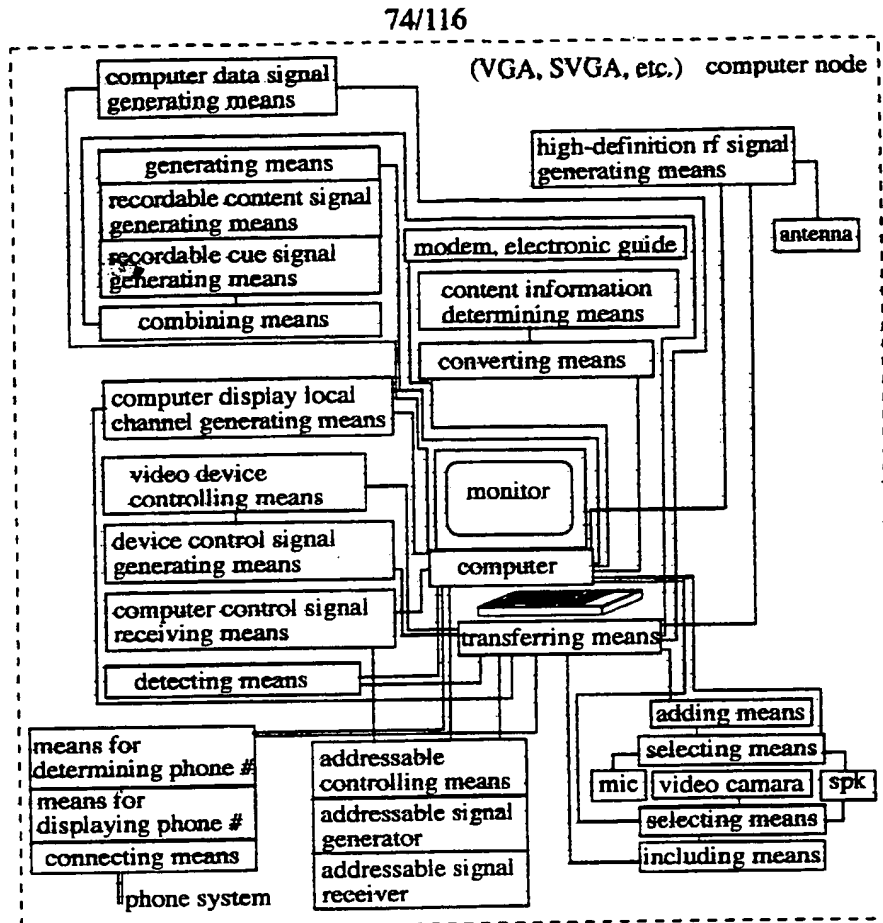 74/116
(VGA, SVGA, etc.) computer node
computer data signal
generating means
generating means
recordable content signal
generating means
recordable cue signal
generating means
combining means
high-definition rf signal
generating means
antenna
modem, electronic guide
content information
determining means
converting means
computer display local
channel generating means
video device
controlling means
device control signal
generating means
computer control signal
receiving means
detecting means
monitor
computer
transferring means
means for
determining phone #
means for
displaying phone #
connecting means
phone system
addressable
controlling means
addressable signal
generator
addressable signal
receiver
adding means
selecting means
mic
video camara
spk
selecting means
including means